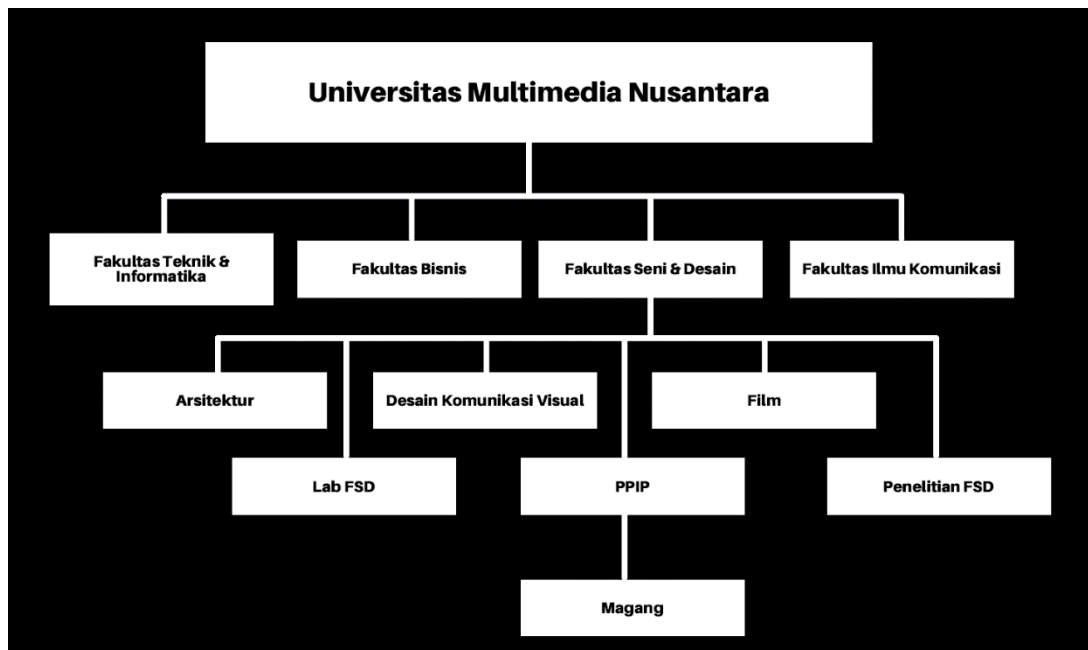 Universitas Multimedia Nusantara
Fakultas Teknik &
Informatika
Fakultas Bisnis
Fakultas Seni & Desain
Fakultas Ilmu Komunikasi
Arsitektur
Desain Komunikasi Visual
Film
Lab FSD
PPIP
Penelitian FSD
Magang